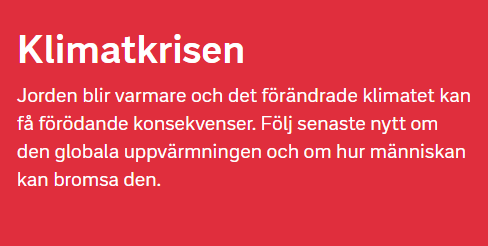 Klimatkrisen
Jorden blir varmare och det förändrade klimatet kan
få förödande konsekvenser. Följ senaste nytt om
den globala uppvärmningen och om hur människan
kan bromsa den.